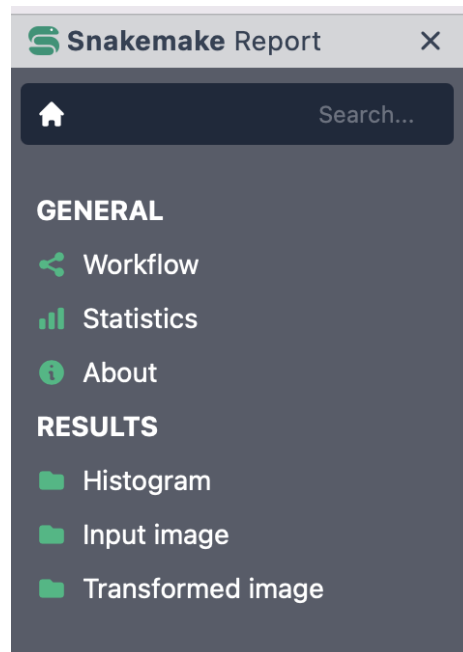 Snakemake Report
Search...
GENERAL
Workflow
Statistics
About
RESULTS
Histogram
Input image
Transformed image